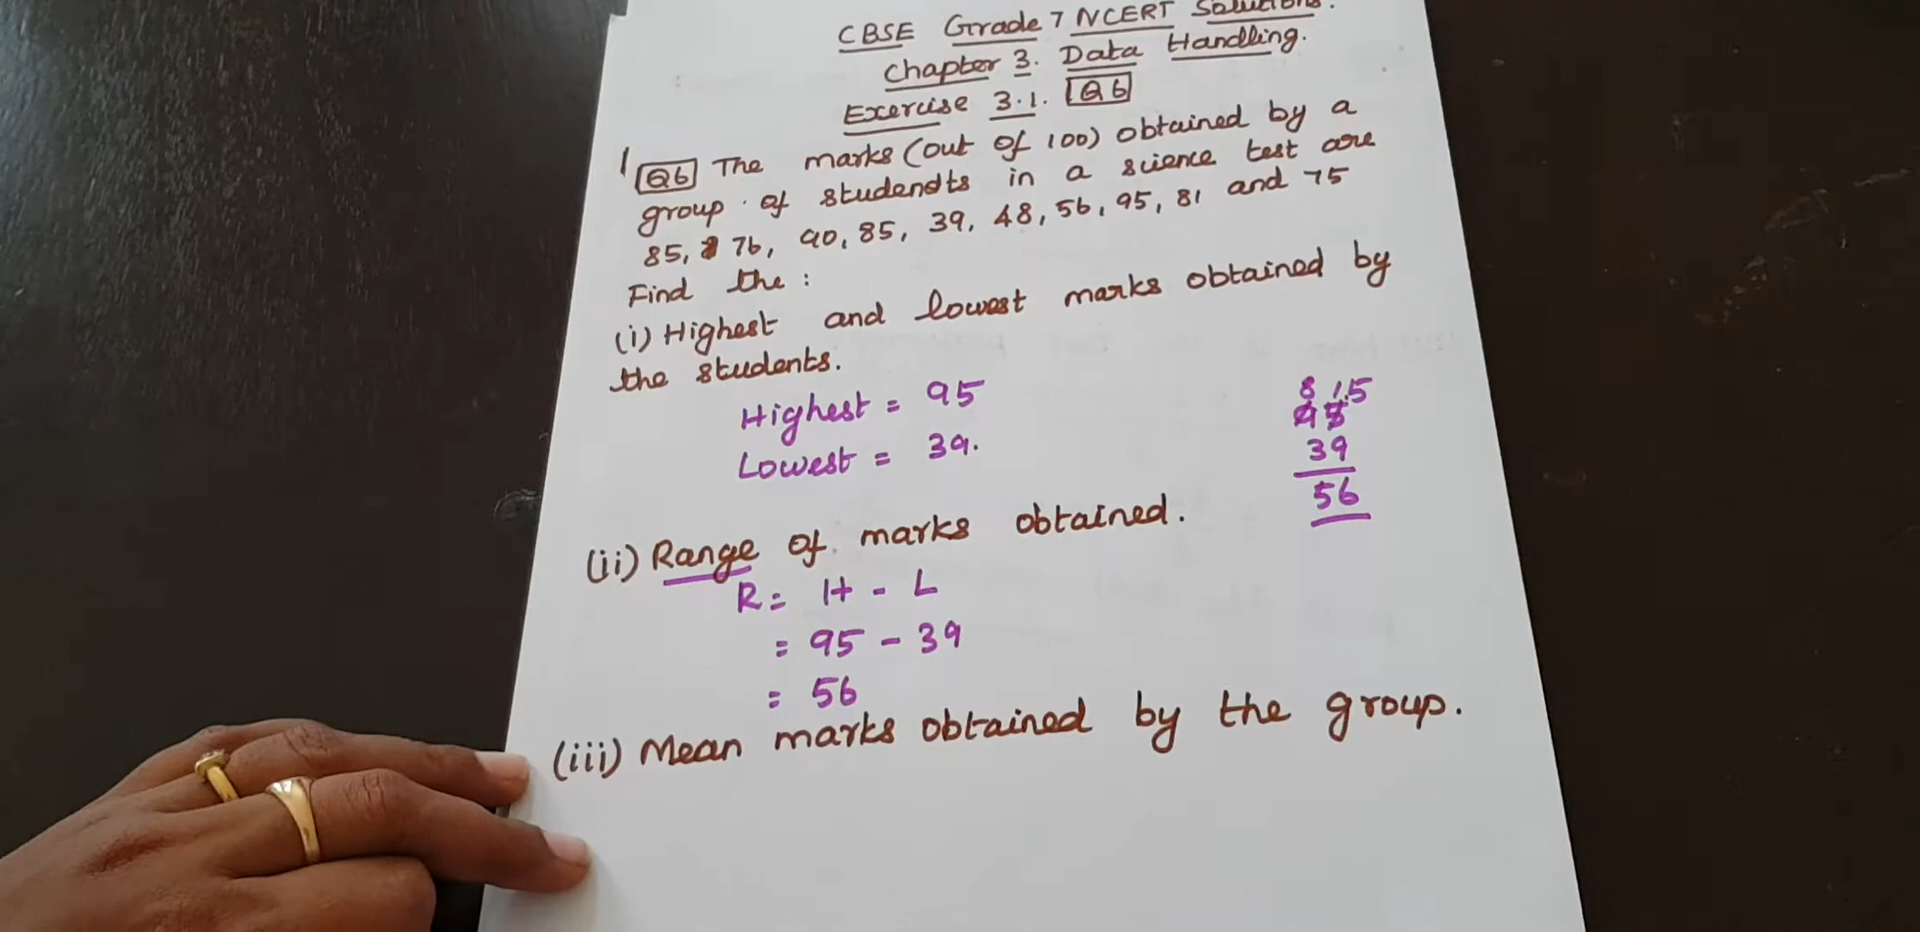 CBSE Grade 7 NCERT Solutions.
Chapter 3. Data Handling.
Exercise 3.1. Q6
Q6 The marks (out of 100) obtained by a
group of studendts in a science test are
85, 76, 90, 85, 39, 48, 56, 95, 81 and 75
Find the :
(i) Highest and lowest marks obtained by
the students.
Highest = 95
Lowest = 39.
8 15
95
39
56
(ii) Range of marks obtained.
R = H - L
= 95 - 39
= 56
(iii) Mean marks obtained by the group.